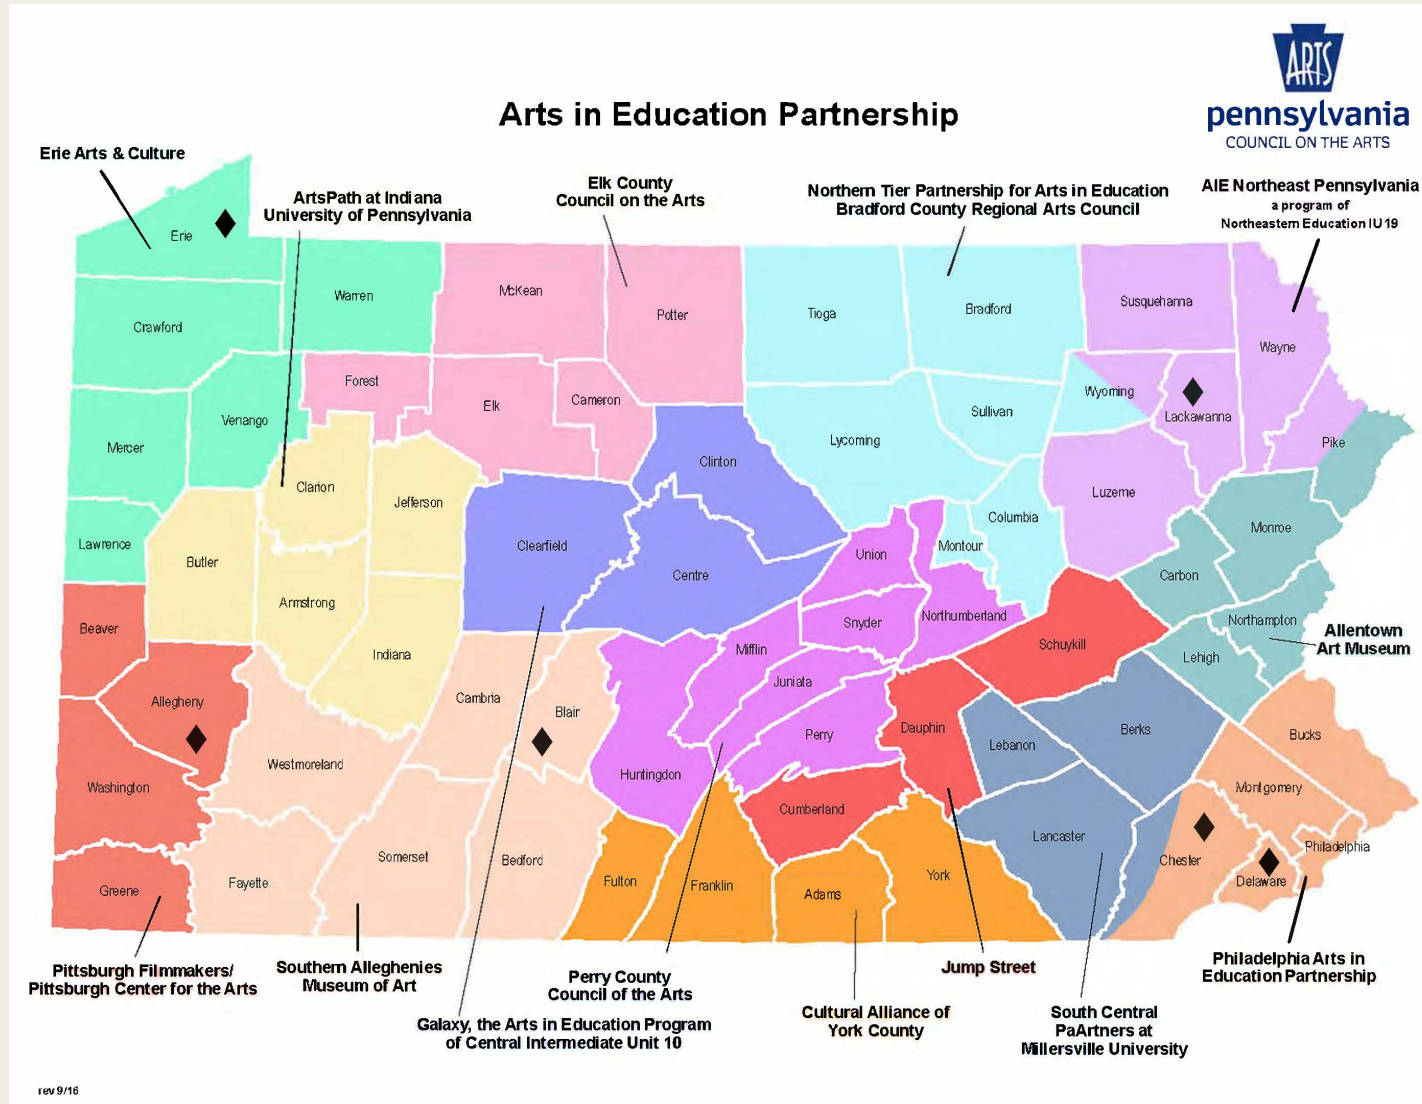 ARTS
pennsylvania
COUNCIL ON THE ARTS
Arts in Education Partnership
Erie Arts & Culture
ArtsPath at Indiana
University of Pennsylvania
Elk County
Council on the Arts
Northern Tier Partnership for Arts in Education
Bradford County Regional Arts Council
AIE Northeast Pennsylvania
a program of
Northeastern Education IU19
Erie
Warren
McKean
Potter
Tioga
Bradford
Susquehanna
Wayne
Crawford
Forest
Elk
Cameron
Sullivan
Wyoming
Lackawanna
Pike
Mercer
Venango
Clinton
Lycoming
Clarion
Jefferson
Luzerne
Columbia
Monroe
Lawrence
Butler
Clearfield
Centre
Union
Montour
Carbon
Beaver
Armstrong
Indiana
Mifflin
Snyder
Northumberland
Schuykill
Northampton
Lehigh
Allentown
Art Museum
Allegheny
Cambria
Blair
Juniata
Perry
Dauphin
Lebanon
Berks
Bucks
Washington
Westmoreland
Huntingdon
Cumberland
Lancaster
Montgomery
Philadelphia
Greene
Fayette
Somerset
Bedford
Fulton
Franklin
Adams
York
Chester
Delaware
Pittsburgh Filmmakers/
Pittsburgh Center for the Arts
Southern Alleghenies
Museum of Art
Galaxy, the Arts in Education Program
of Central Intermediate Unit 10
Perry County
Council of the Arts
Cultural Alliance of
York County
Jump Street
South Central
PaArtners at
Millersville University
Philadelphia Arts in
Education Partnership
rev 9/16